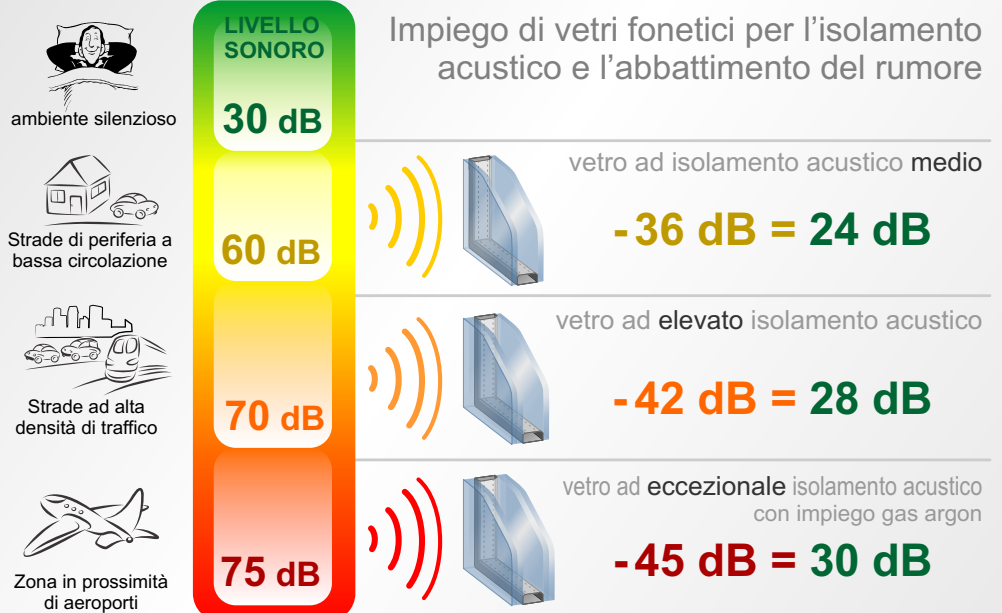 LIVELLO
SONORO
Impiego di vetri fonetici per l'isolamento
acustico e l'abbattimento del rumore
30 dB
ambiente silenzioso
vetro ad isolamento acustico medio
Strade di periferia a
bassa circolazione
60 dB
-36 dB = 24 dB
vetro ad elevato isolamento acustico
Strade ad alta
densità di traffico
70 dB
-42 dB = 28 dB
vetro ad eccezionale isolamento acustico
con impiego gas argon
Zona in prossimità
di aeroporti
75 dB
-45 dB = 30 dB